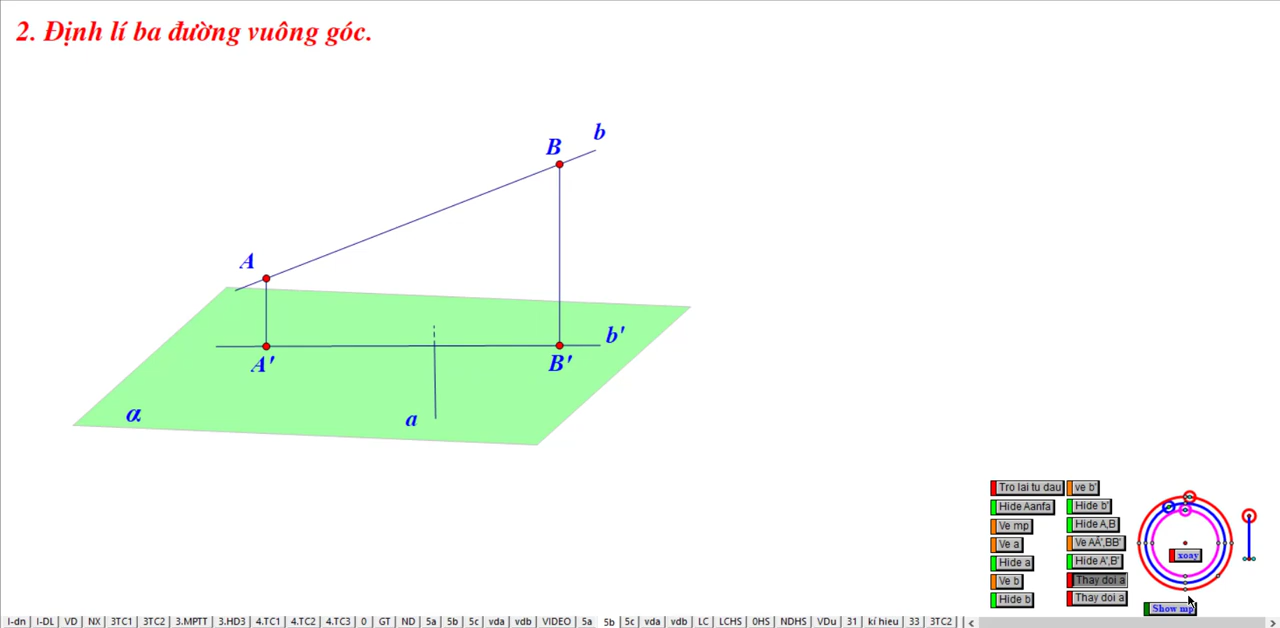 2. Định lí ba đường vuông góc.
b
B
A
b'
A'
B'
α
a
Tro lai tu dau
ve b'
Hide Aanfa
Hide b'
Ve mp
Hide A,B
Ve a
Ve AÁ',BB'
Hide a
Hide A',B'
Ve b
Thay doi a
Hide b
Thay doi a
xoay
Show mp
I-dn I-DL VD NX 3TC1 3TC2 3.MPTT 3.HD3 4.TC1 4.TC2 4.TC3 0 GT ND 5a 5b 5c vda vdb VIDEO 5a 5b 5c vda vdb LC LCHS 0HS NDHS VDu 31 kí hieu 33 3TC2